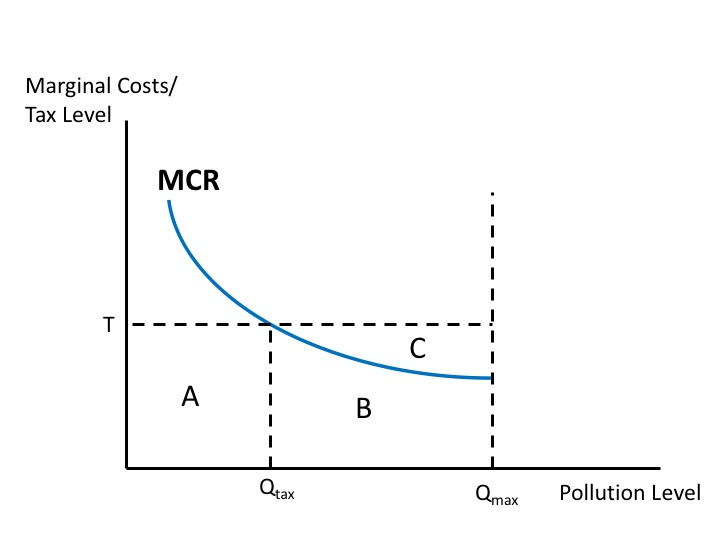 Marginal Costs/
Tax Level
MCR
T
C
A
B
Qtax
Qmax
Pollution Level